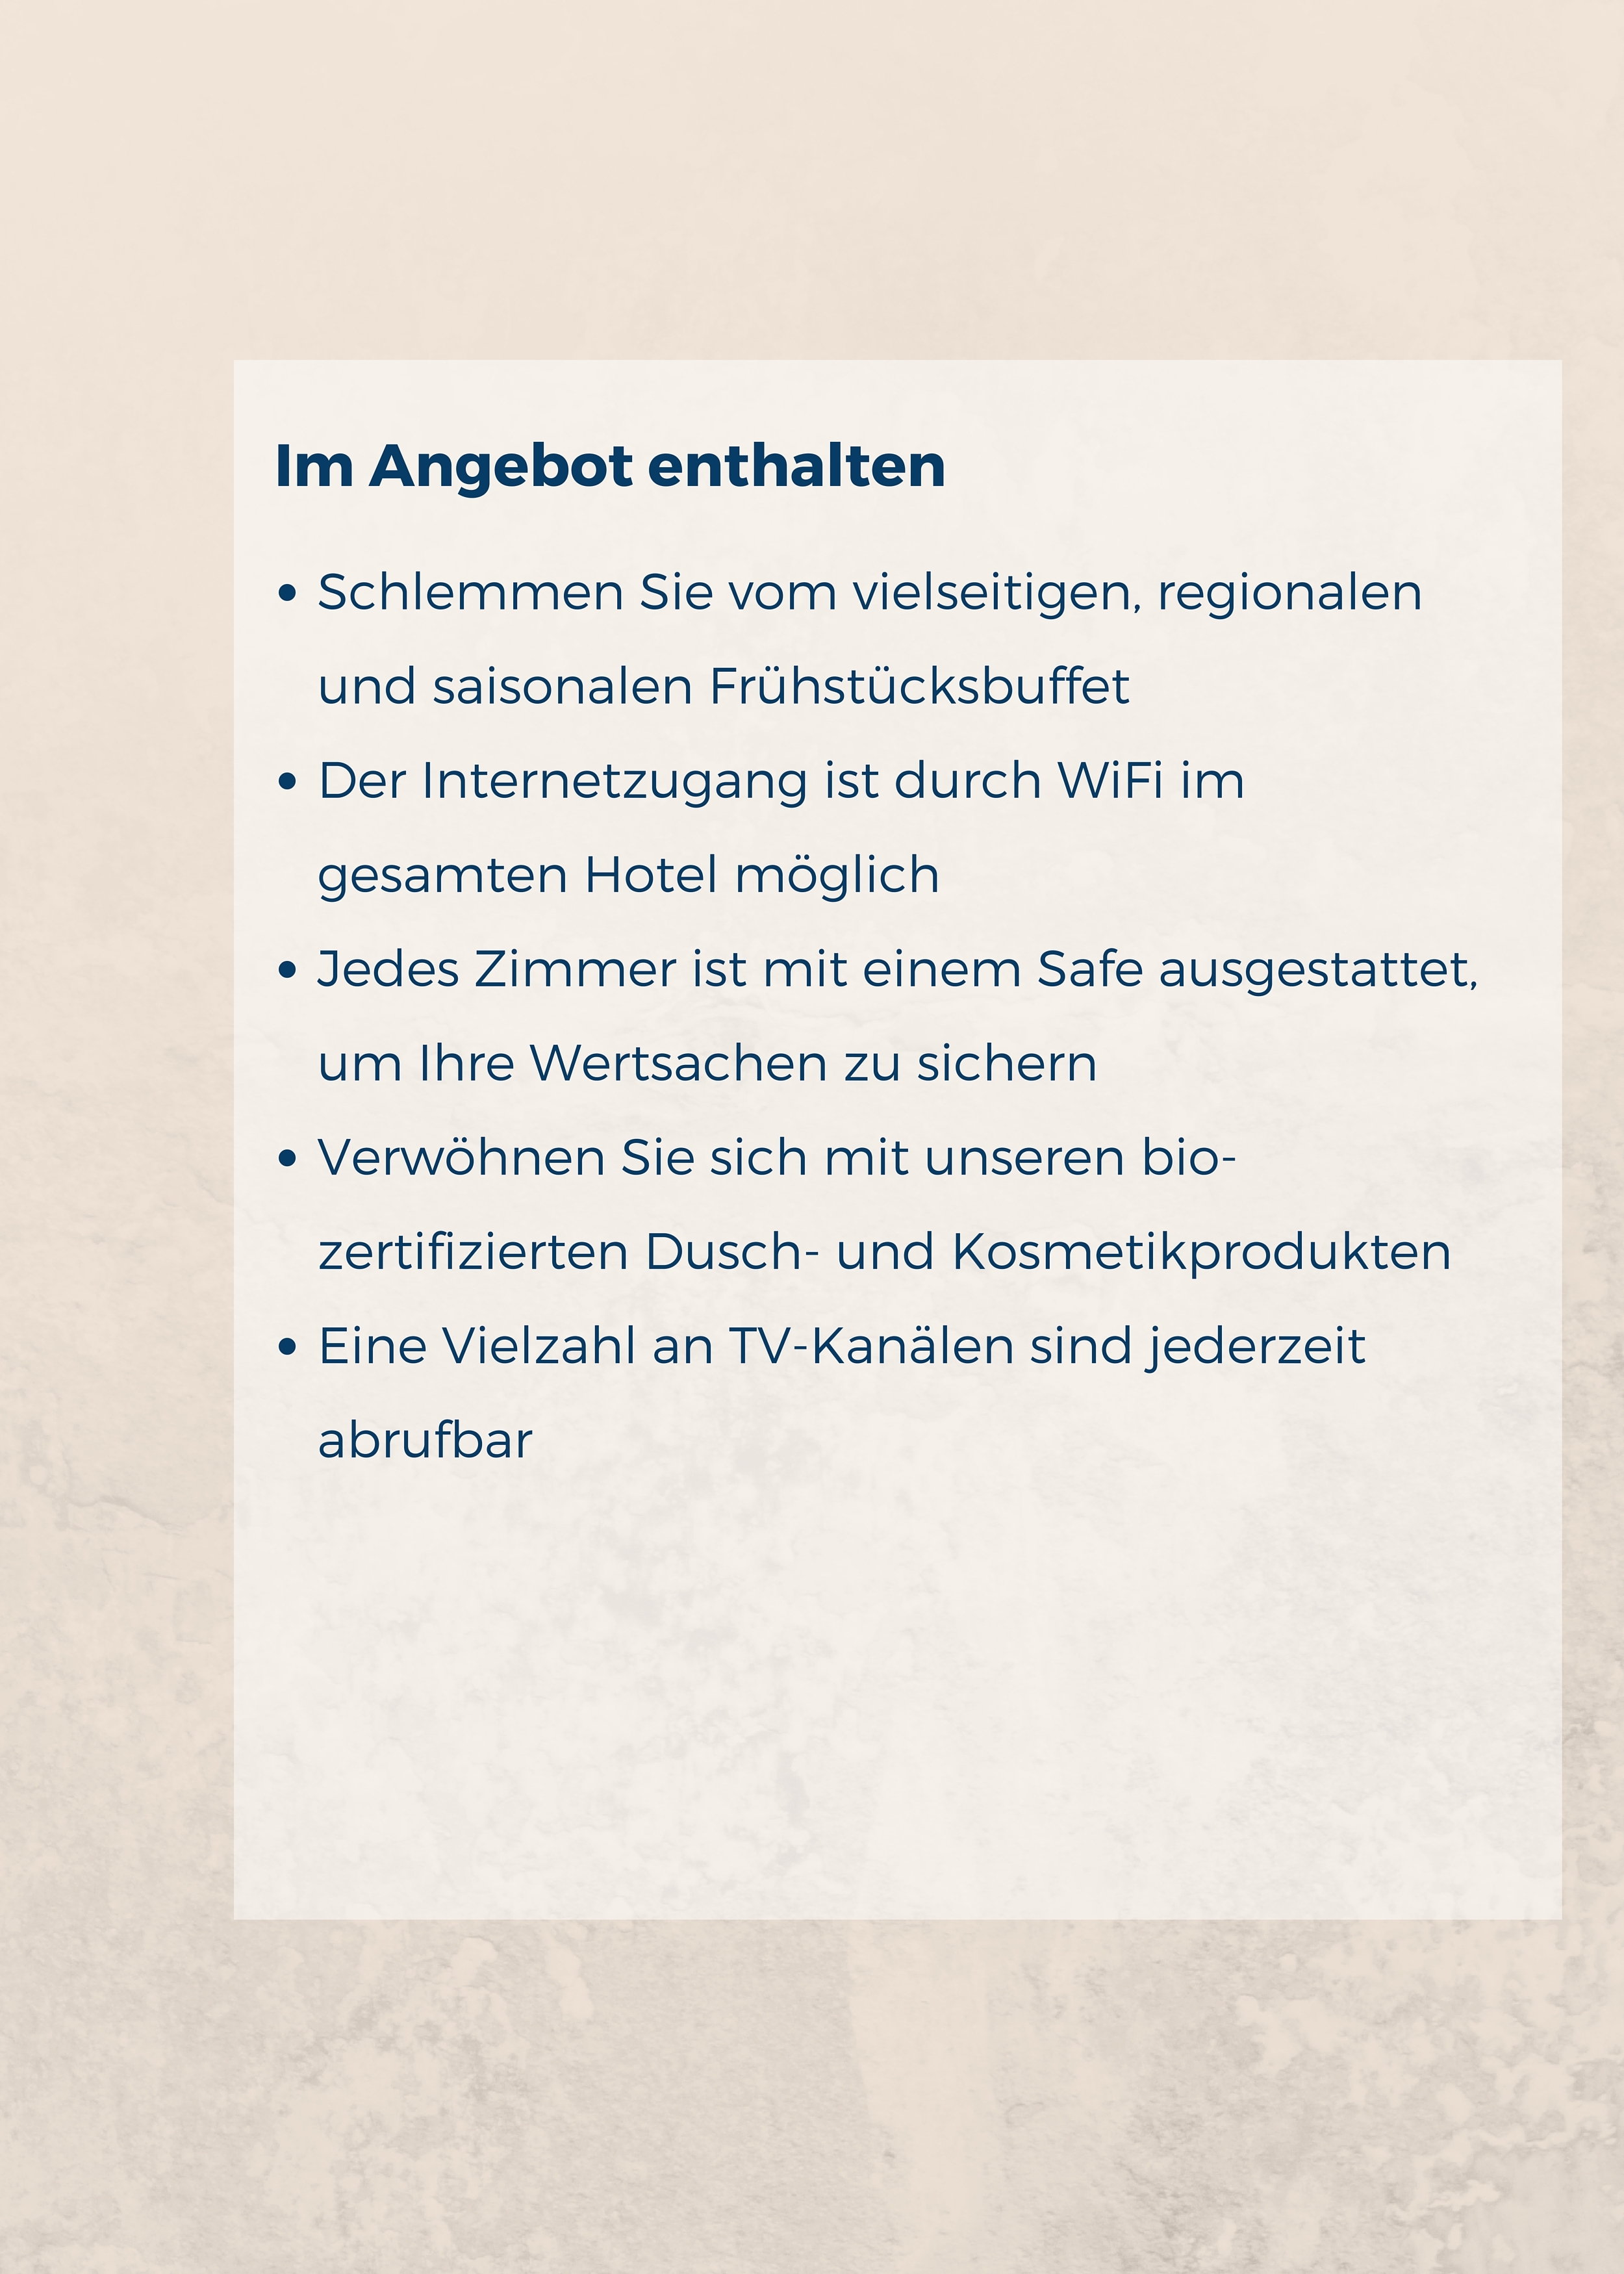 Im Angebot enthalten
• Schlemmen Sie vom vielseitigen, regionalen
und saisonalen Frühstücksbuffet
• Der Internetzugang ist durch WiFi im
gesamten Hotel möglich
• Jedes Zimmer ist mit einem Safe ausgestattet,
um Ihre Wertsachen zu sichern
• Verwöhnen Sie sich mit unseren bio-
zertifizierten Dusch- und Kosmetikprodukten
• Eine Vielzahl an TV-Kanälen sind jederzeit
abrufbar